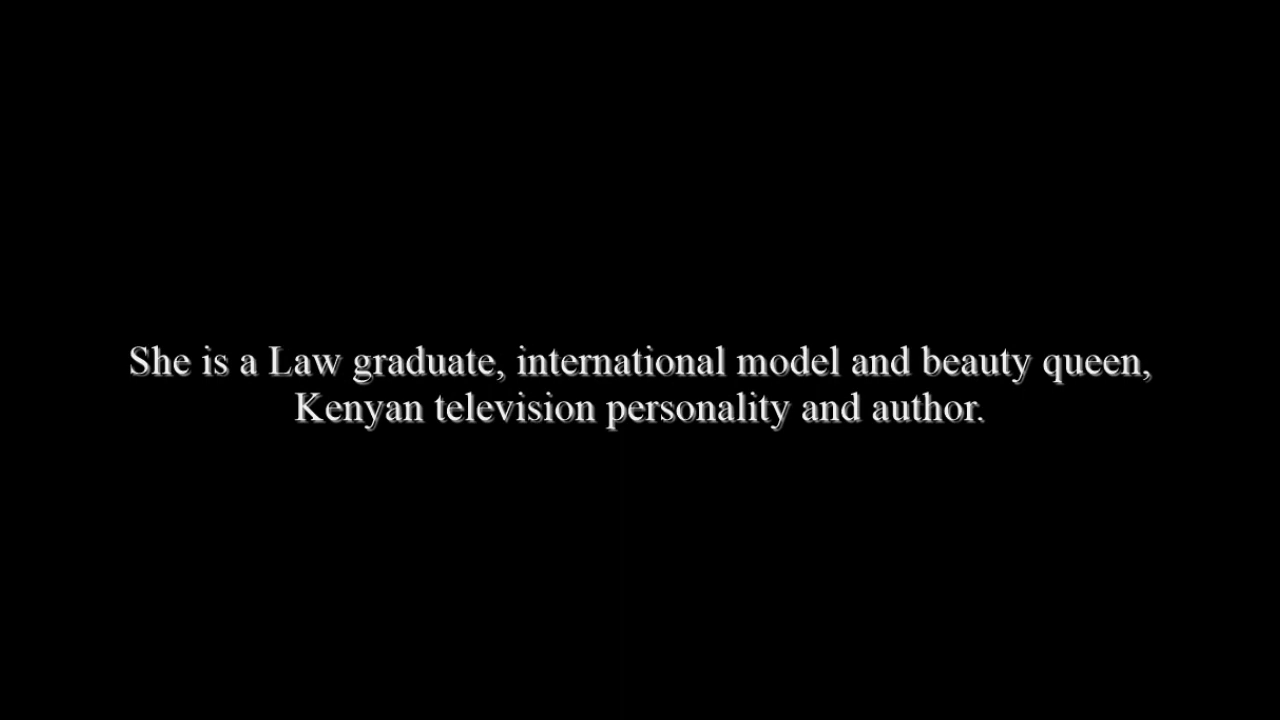 She is a Law graduate, international model and beauty queen,
Kenyan television personality and author.